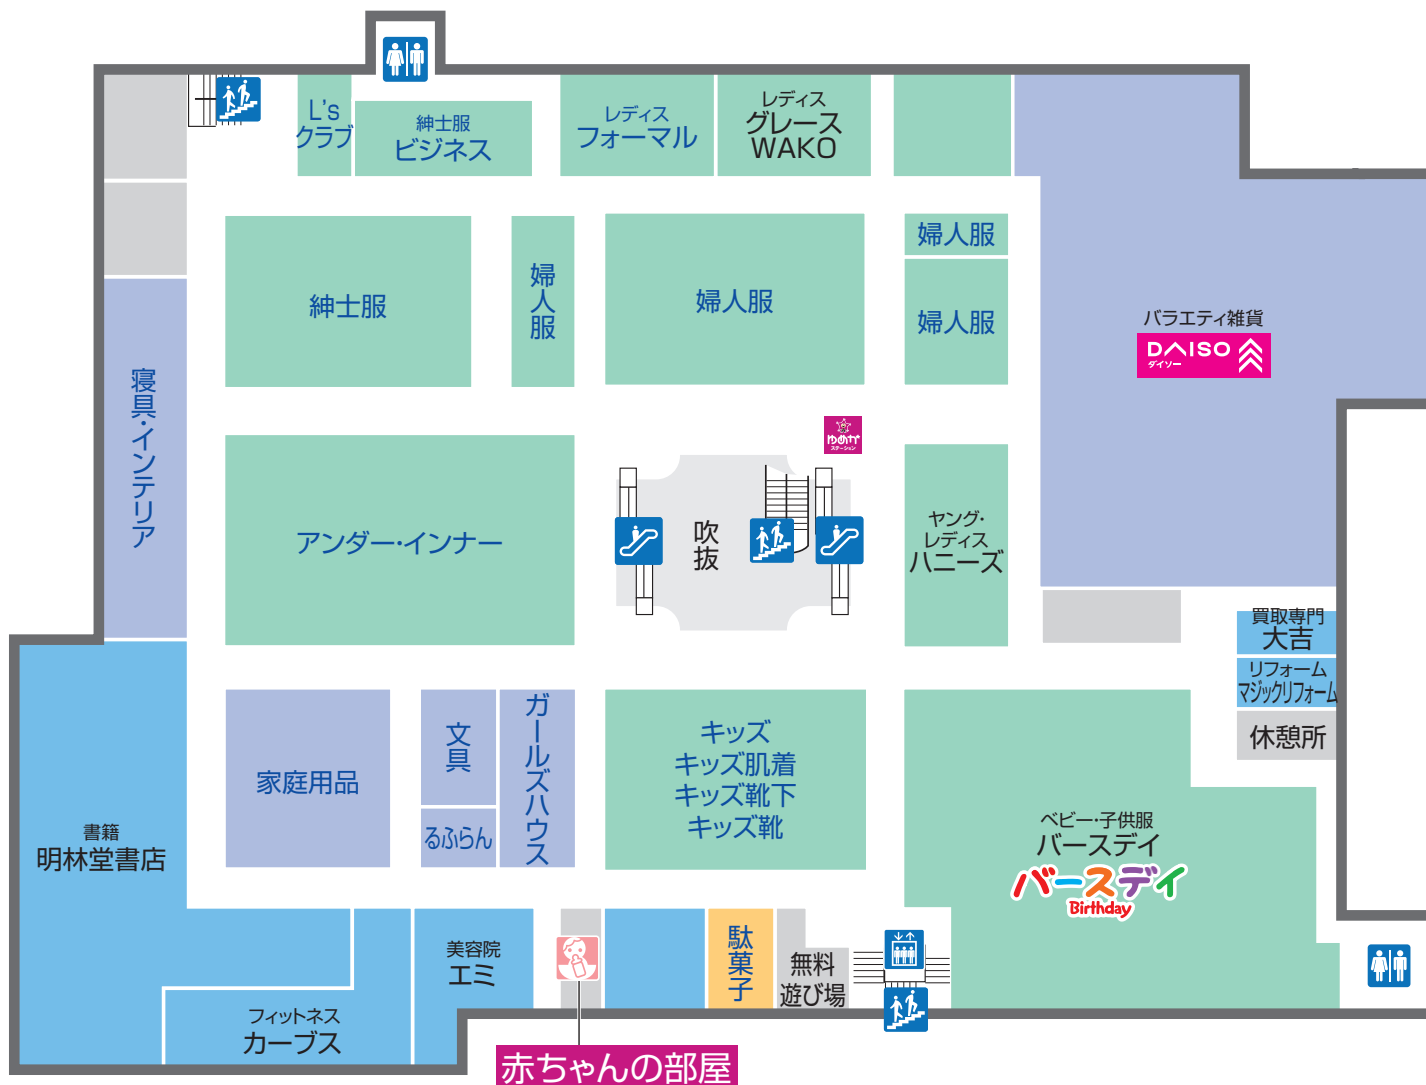 L's
クラブ
紳士服
ビジネス
レディス
フォーマル
レディス
グレース
WAKO
紳士服
婦人服
婦人服
婦人服
婦人服
バラエティ雑貨
DAISO
ダイソー
寝具・インテリア
アンダー・インナー
吹抜
ゆめか
ステーション
ヤング・
レディス
ハニーズ
買取専門
大吉
リフォーム
マジックリフォーム
休憩所
家庭用品
文具
るふらん
ガールズハウス
キッズ
キッズ肌着
キッズ靴下
キッズ靴
ベビー・子供服
バースデイ
バースデイ
Birthday
書籍
明林堂書店
美容院
エミ
フィットネス
カーブス
駄菓子
無料
遊び場
赤ちゃんの部屋